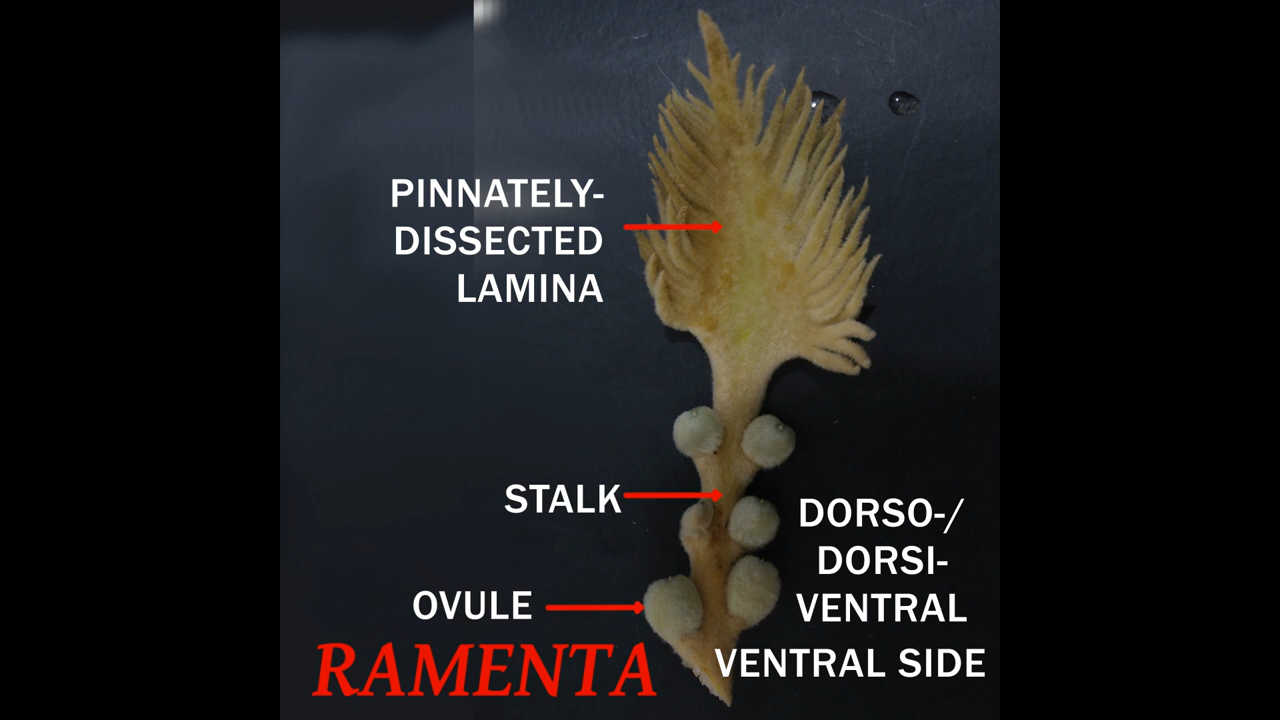 PINNATELY-
DISSECTED
LAMINA
STALK
DORSO-/
DORSI-
VENTRAL
OVULE
RAMENTA
VENTRAL SIDE